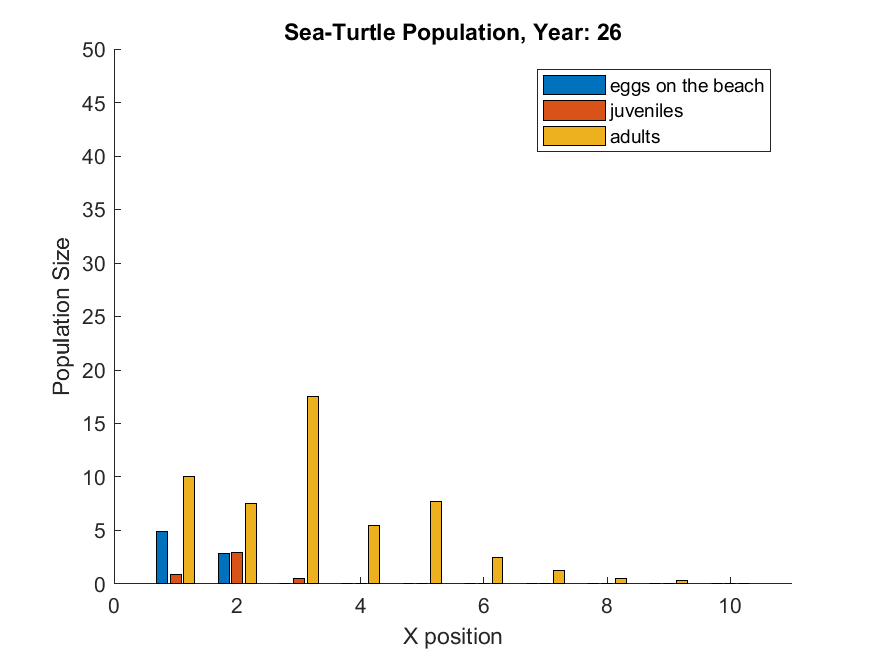 Sea-Turtle Population, Year: 26
50
45
40
35
30
25
20
15
10
5
0
Population Size
eggs on the beach
juveniles
adults
0 2 4 6 8 10
X position